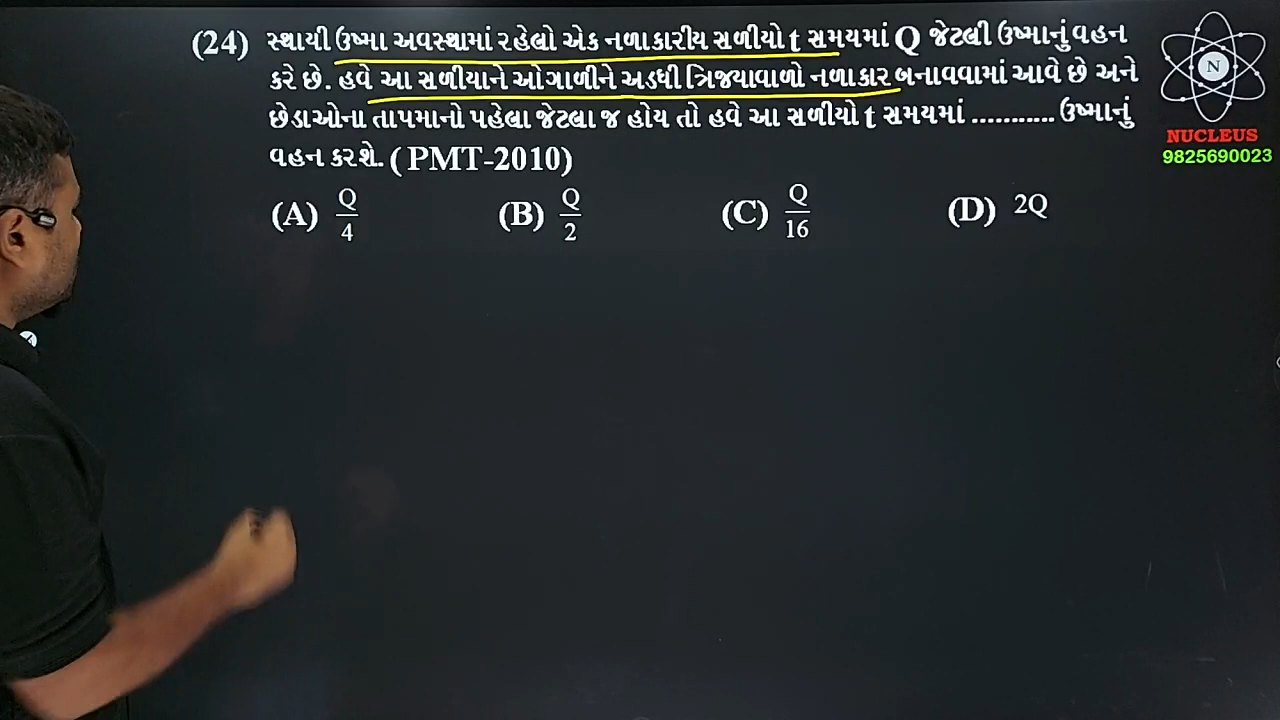 (24) સ્થાયી ઉષ્મા અવસ્થામાં રહેલો એક નળાકારીય સળીયો t સમયમાં Q જેટલી ઉષ્માનું વહન
કરે છે. હવે આ સળીયાને ઓગાળીને અડધી ત્રિજ્યાવાળો નળાકાર બનાવવામાં આવે છે અને
છેડાઓના તાપમાનો પહેલા જેટલા જ હોય તો હવે આ સળીયો t સમયમાં ........... ઉષ્માનું
વહન કરશે. ( PMT-2010)
(A) Q/4 (B) Q/2 (C) Q/16 (D) 2Q
N
NUCLEUS
9825690023